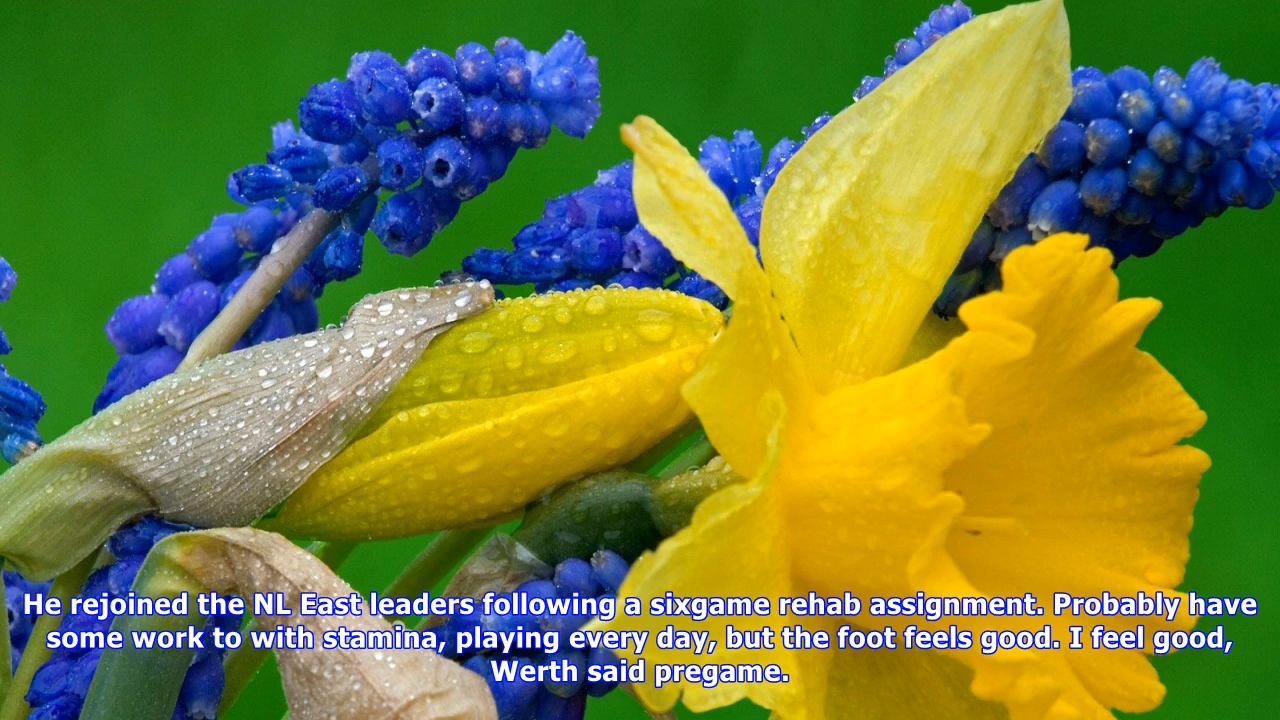 He rejoined the NL East leaders following a sixgame rehab assignment. Probably have
some work to with stamina, playing every day, but the foot feels good. I feel good,
Werth said pregame.